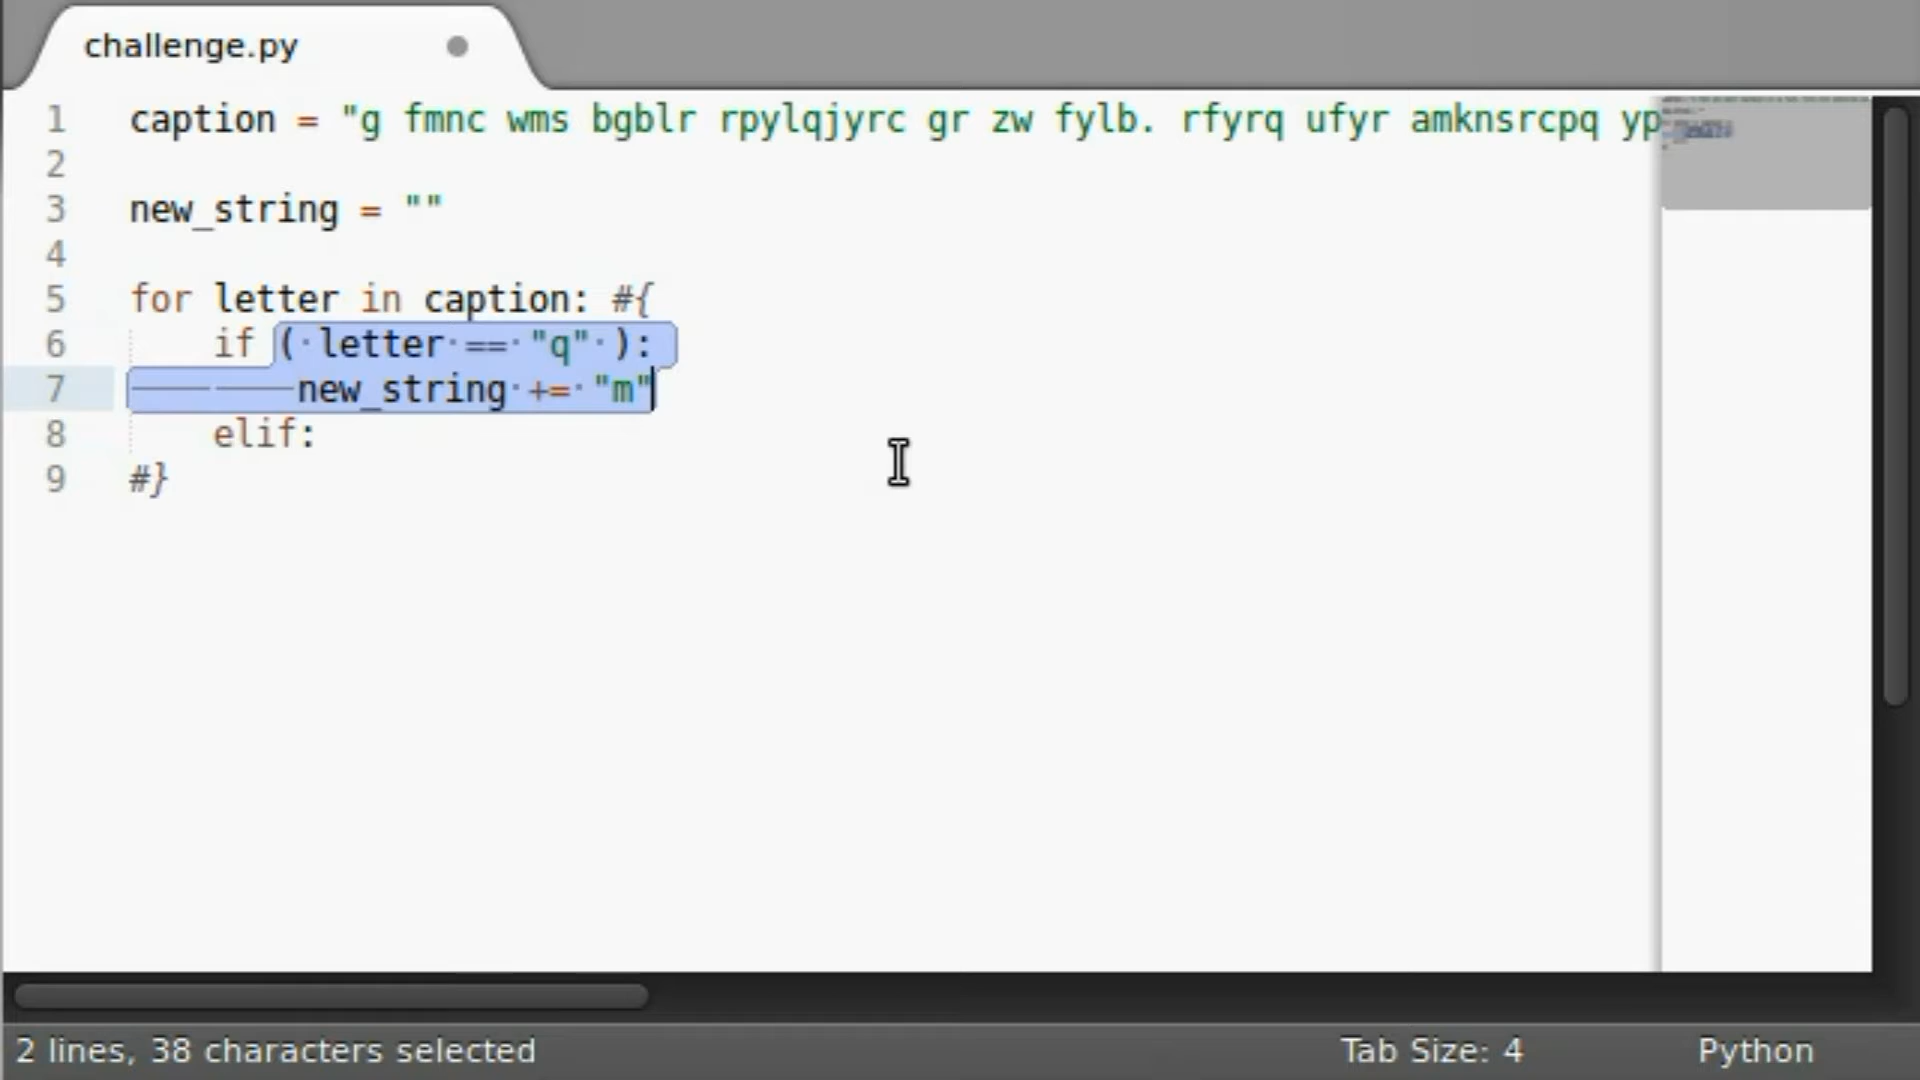 challenge.py
1 caption = "g fmnc wms bgblr rpylqjyrc gr zw fylb. rfyrq ufyr amknsrcpq yp
2
3 new_string = ""
4
5 for letter in caption: #{
6 if ( letter == "q" ):
7 new_string += "m"
8 elif:
9 #}
2 lines, 38 characters selected Tab Size: 4 Python